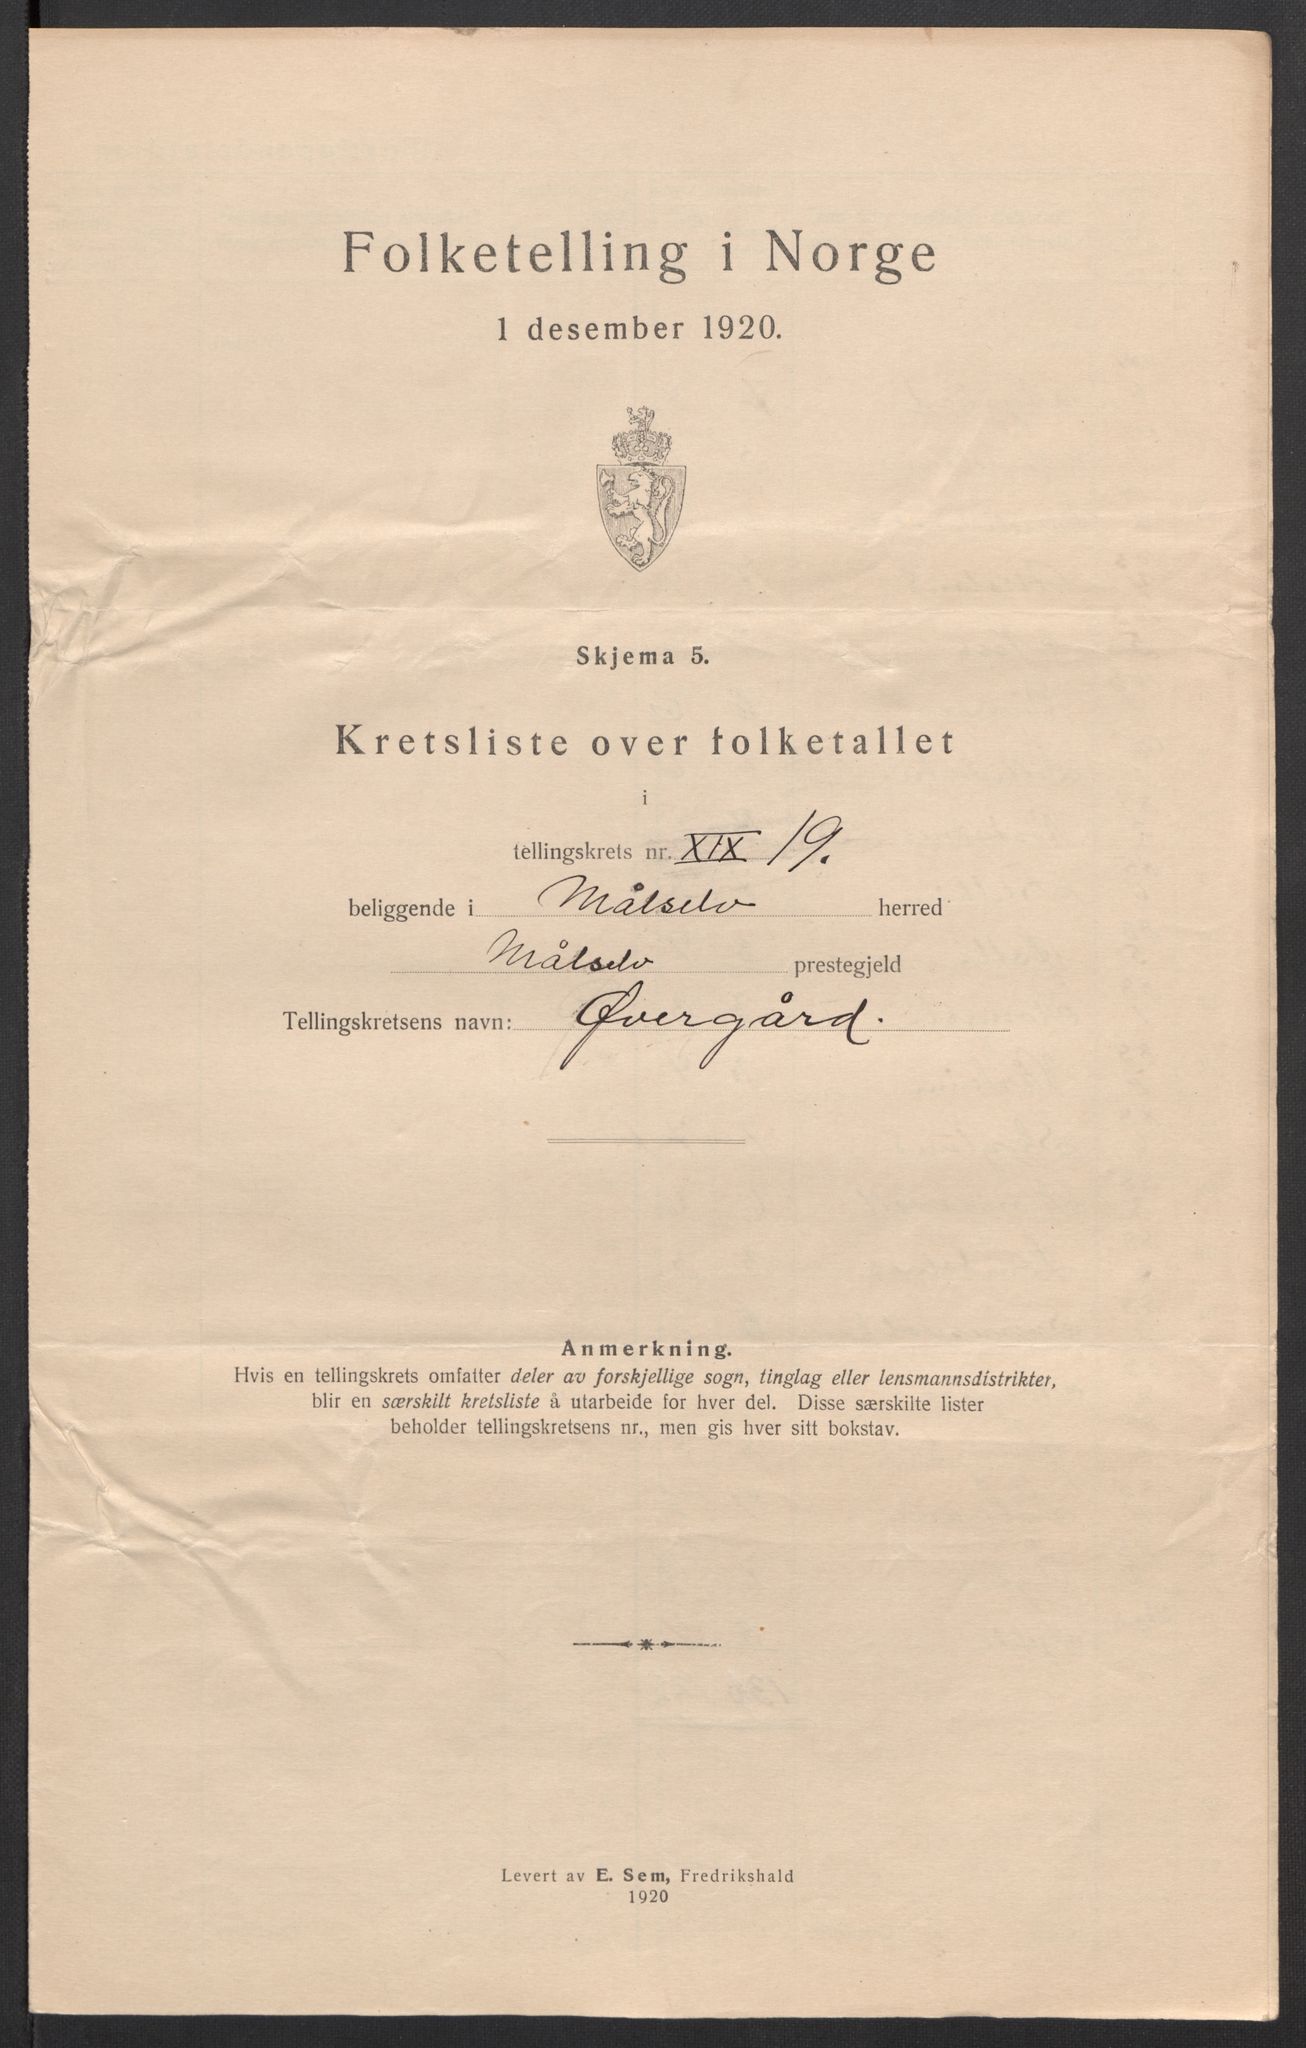 Folketelling i Norge
1 desember 1920.
Skjema 5.
Kretsliste over folketallet
i
tellingskrets nr. XIX 19.
beliggende i Målselv herred
Målselv prestegjeld
Tellingskretsens navn: Øvergård.
Anmerkning.
Hvis en tellingskrets omfatter deler av forskjellige sogn, tinglag eller lensmannsdistrikter,
blir en særskilt kretsliste å utarbeide for hver del. Disse særskilte lister
beholder tellingskretsens nr., men gis hver sitt bokstav.
Levert av E. Sem, Fredrikshald
1920